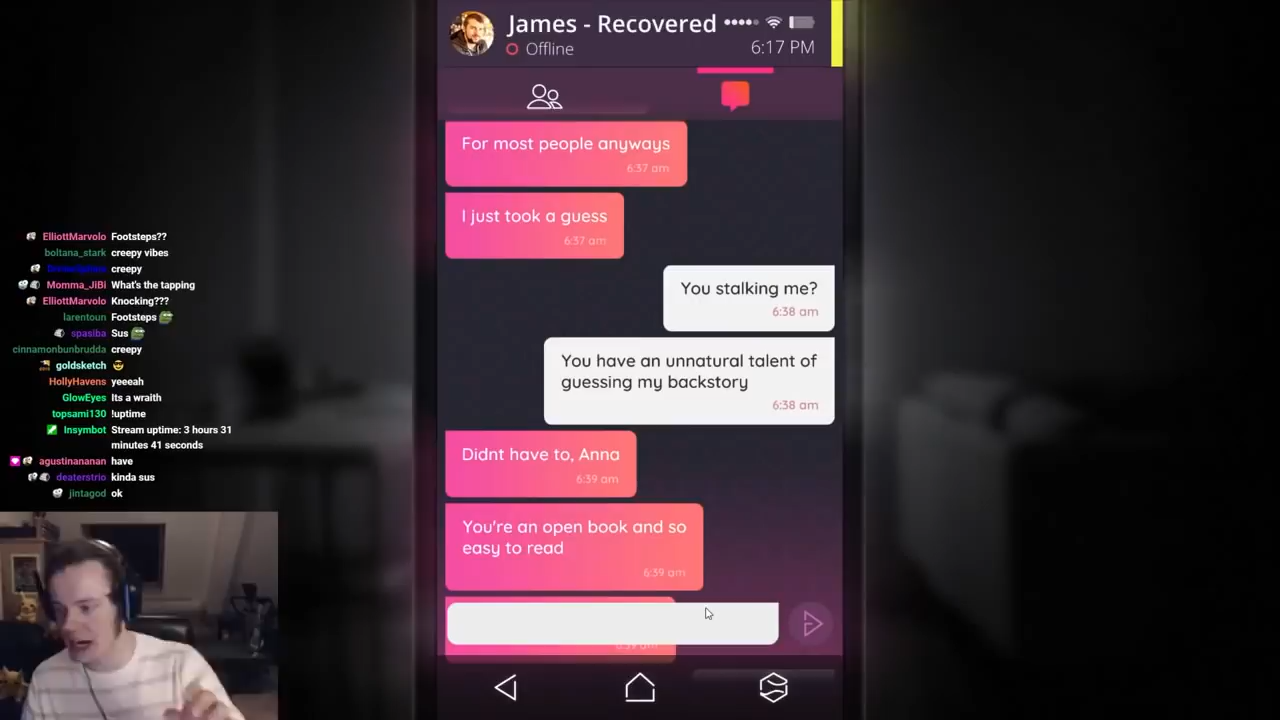 James - Recovered
Offline
6:17 PM
For most people anyways
6:37 am
I just took a guess
6:37 am
You stalking me?
6:38 am
You have an unnatural talent of
guessing my backstory
6:38 am
Didnt have to, Anna
6:39 am
You're an open book and so
easy to read
6:39 am
6:39 am
ElliottMarvolo Footsteps??
boltana_stark creepy vibes
creepy
Momma_JiBi What's the tapping
ElliottMarvolo Knocking???
larentoun Footsteps
spasiba Sus
cinnamonbunbrudda creepy
goldsketch
HollyHavens yeeeah
GlowEyes Its a wraith
topsami130 !uptime
Insymbot Stream uptime: 3 hours 31
minutes 41 seconds
agustinananan have
deaterstrio kinda sus
jintagod ok